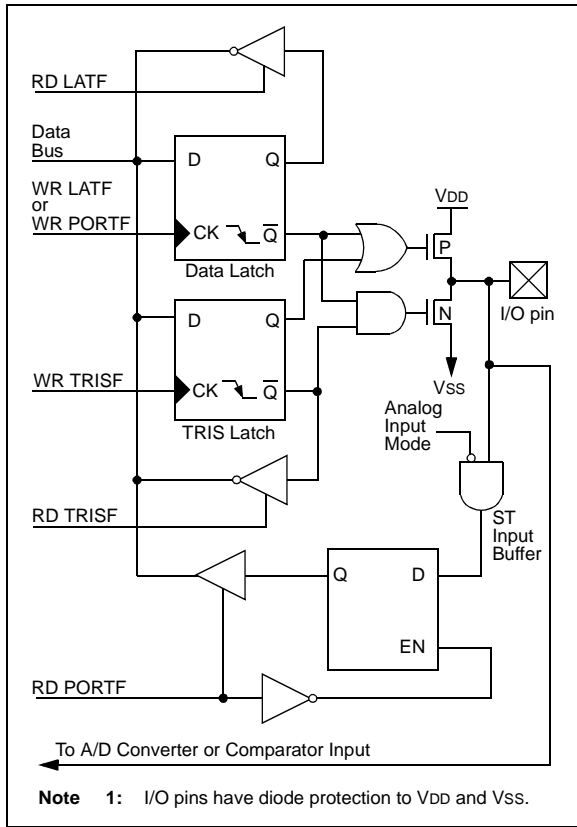 RD LATF
Data
Bus
D Q
WR LATF
or
WR PORTF
CK Q
Data Latch
VDD
P
I/O pin
N
VSS
D Q
WR TRISF
CK Q
TRIS Latch
Analog
Input
Mode
RD TRISF
ST
Input
Buffer
Q D
EN
RD PORTF
To A/D Converter or Comparator Input
Note 1: I/O pins have diode protection to VDD and VSS.